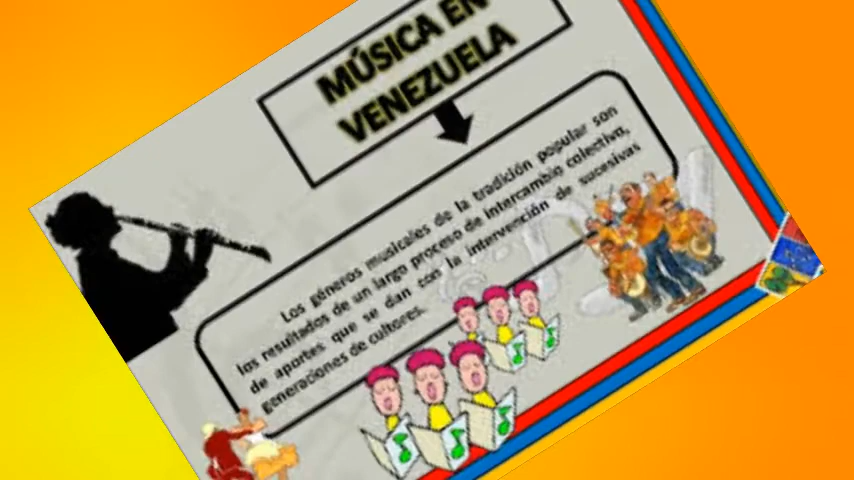 MÚSICA EN
VENEZUELA
Los géneros musicales de la tradición popular son
los resultados de un largo proceso de intercambio colectivo,
de aportes que se dan con la intervención de sucesivas
generaciones de cultores.